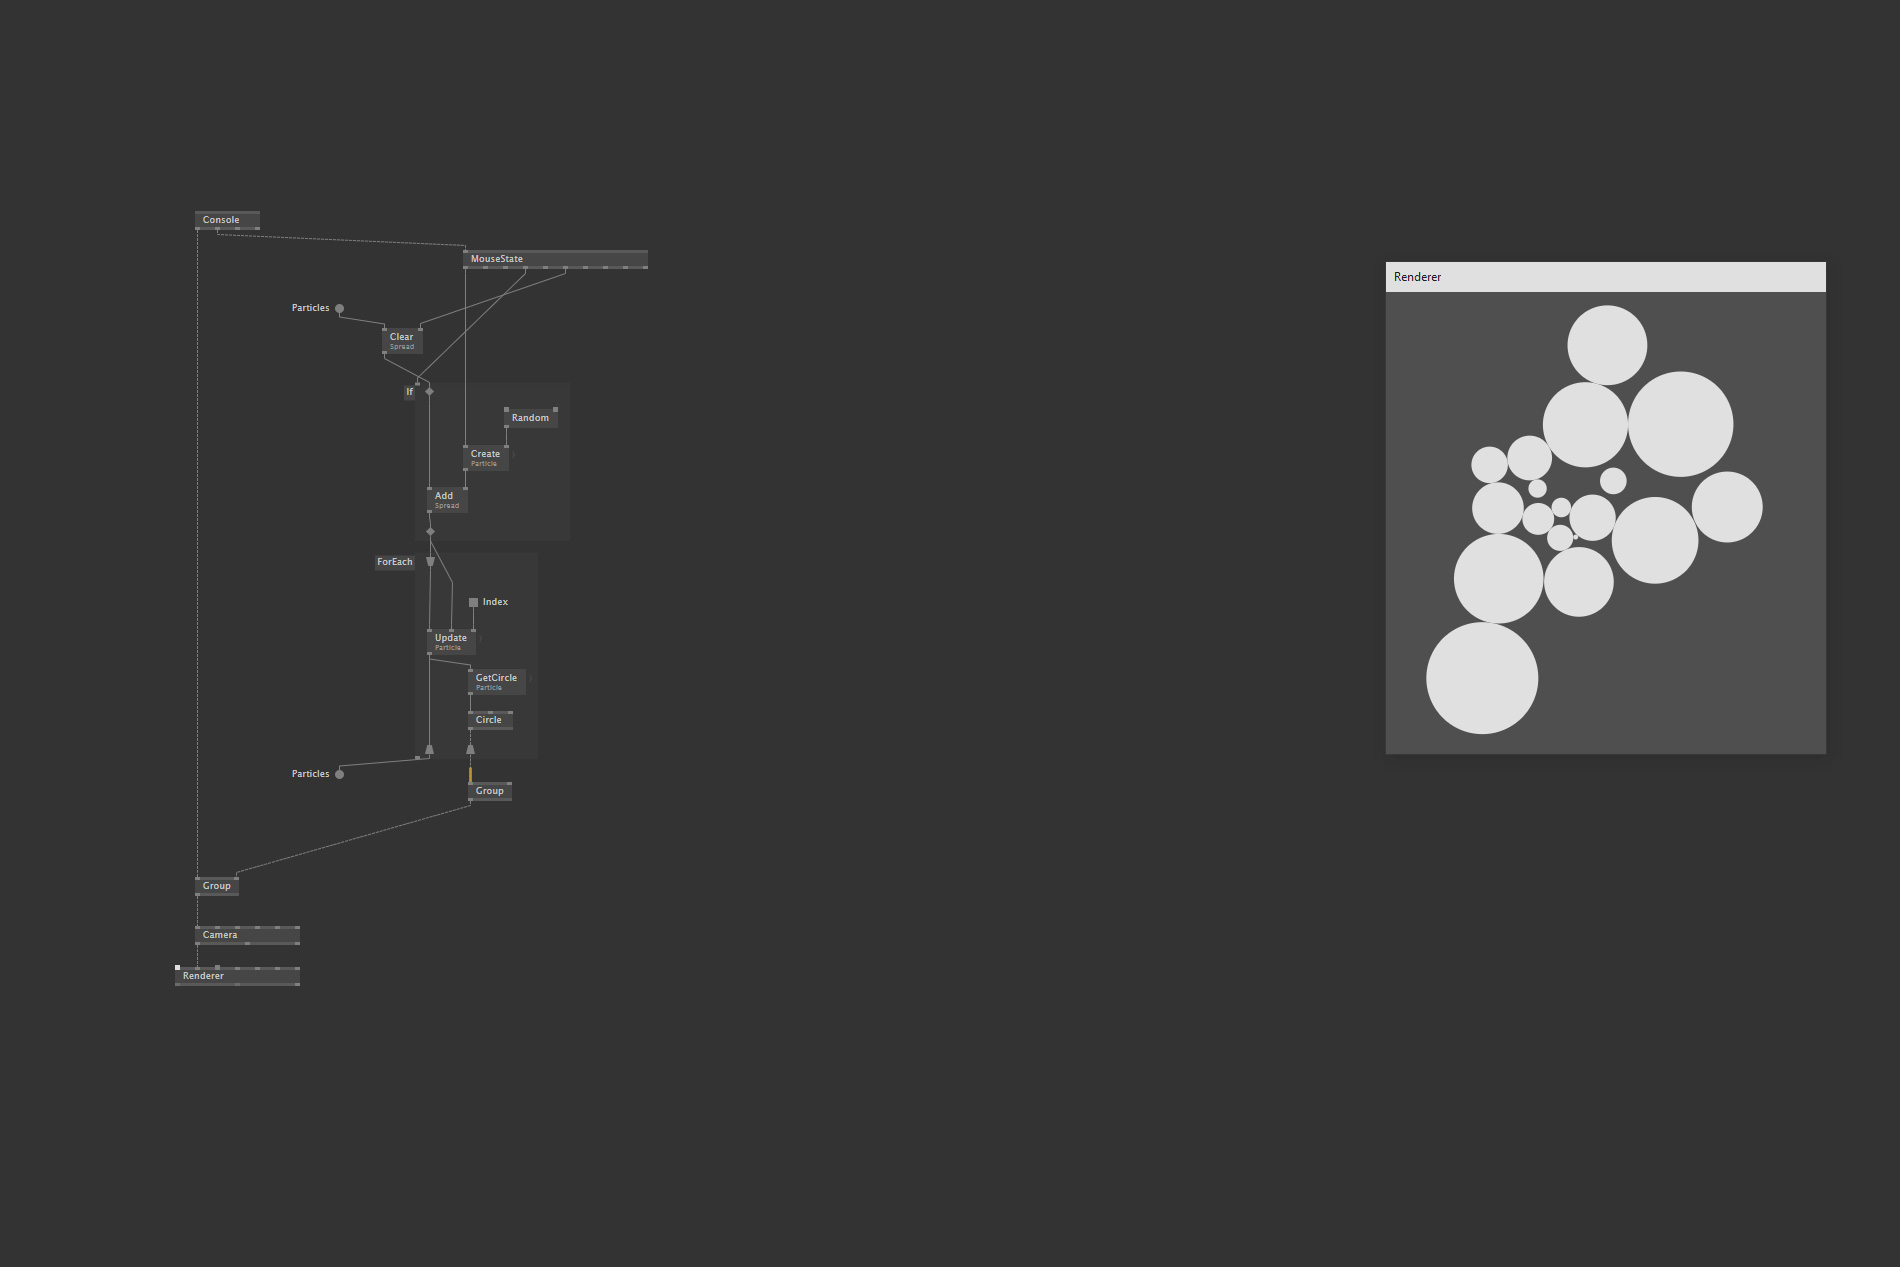 Console
MouseState
Renderer
Particles
Clear
Spread
If
Random
Create
Particle
Add
Spread
ForEach
Index
Update
Particle
GetCircle
Particle
Circle
Particles
Group
Group
Camera
Renderer